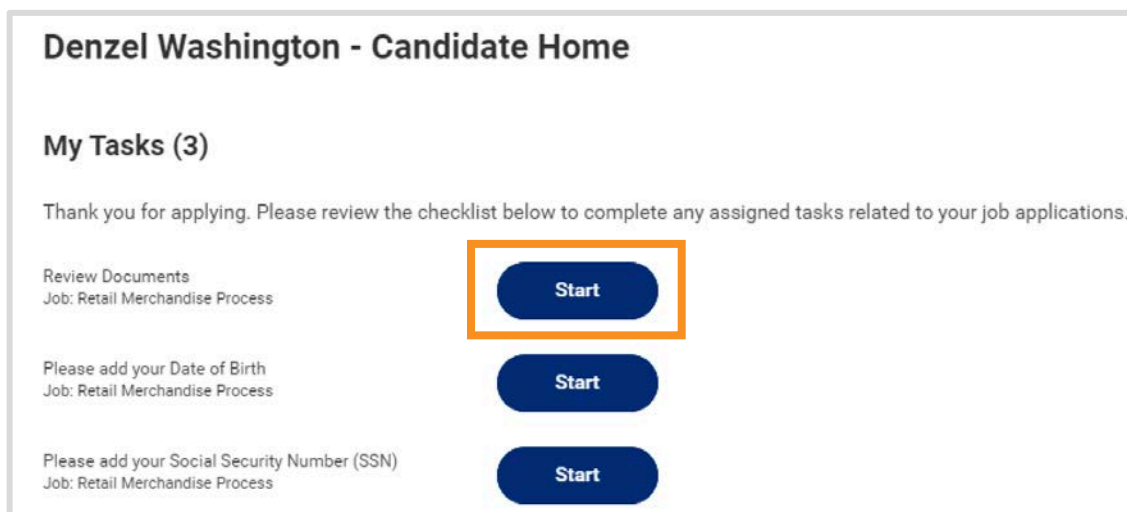 Denzel Washington - Candidate Home
My Tasks (3)
Thank you for applying. Please review the checklist below to complete any assigned tasks related to your job applications.
Review Documents
Job: Retail Merchandise Process
Start
Please add your Date of Birth
Job: Retail Merchandise Process
Start
Please add your Social Security Number (SSN)
Job: Retail Merchandise Process
Start